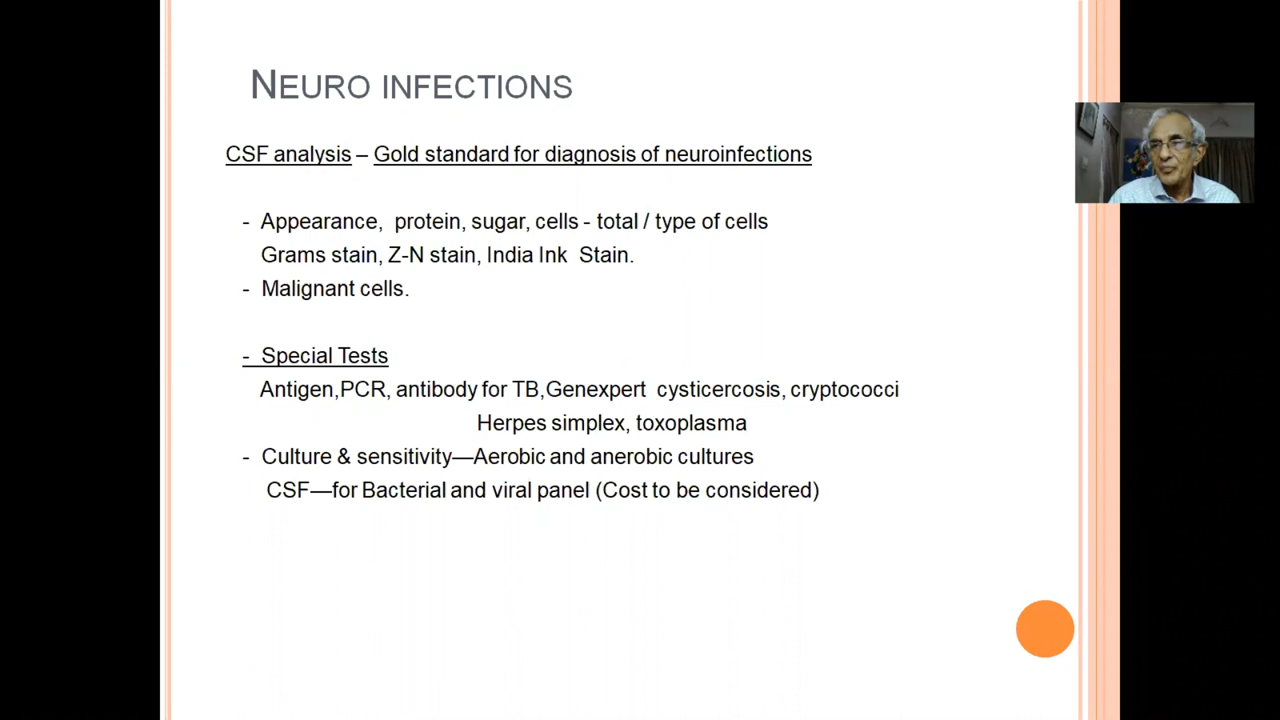 NEURO INFECTIONS
CSF analysis – Gold standard for diagnosis of neuroinfections
- Appearance, protein, sugar, cells - total / type of cells
Grams stain, Z-N stain, India Ink Stain.
- Malignant cells.
- Special Tests
Antigen,PCR, antibody for TB,Genexpert cysticercosis, cryptococci
Herpes simplex, toxoplasma
- Culture & sensitivity—Aerobic and anerobic cultures
CSF—for Bacterial and viral panel (Cost to be considered)